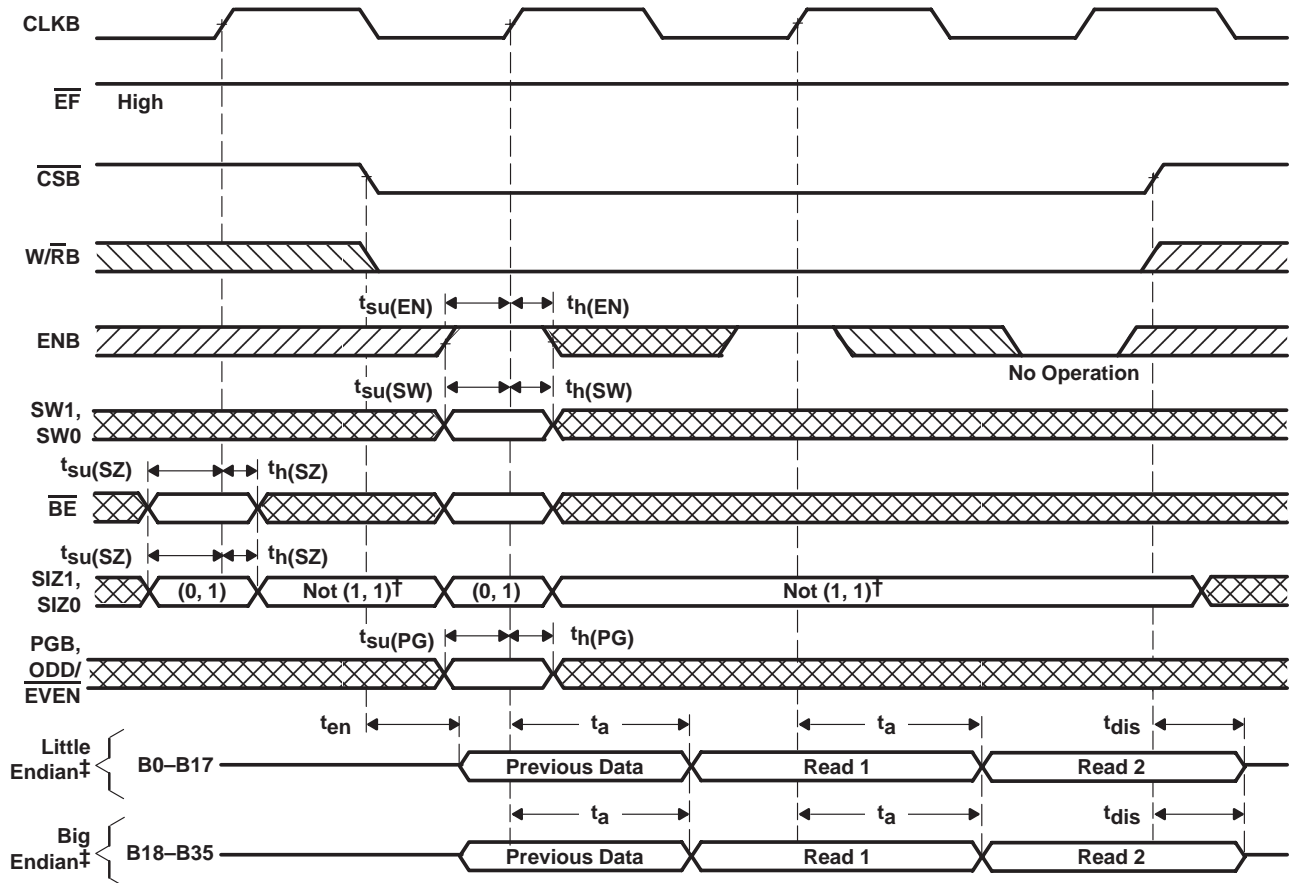 CLKB
EF
High
CSB
W/RB
tsu(EN)
th(EN)
ENB
No Operation
tsu(SW)
th(SW)
SW1,
SW0
tsu(SZ)
th(SZ)
BE
tsu(SZ)
th(SZ)
SIZ1,
SIZ0
(0, 1)
Not (1, 1)†
(0, 1)
Not (1, 1)†
tsu(PG)
th(PG)
PGB,
ODD/
EVEN
ten
ta
ta
tdis
Little
Endian‡
B0–B17
Previous Data
Read 1
Read 2
ta
ta
tdis
Big
Endian‡
B18–B35
Previous Data
Read 1
Read 2